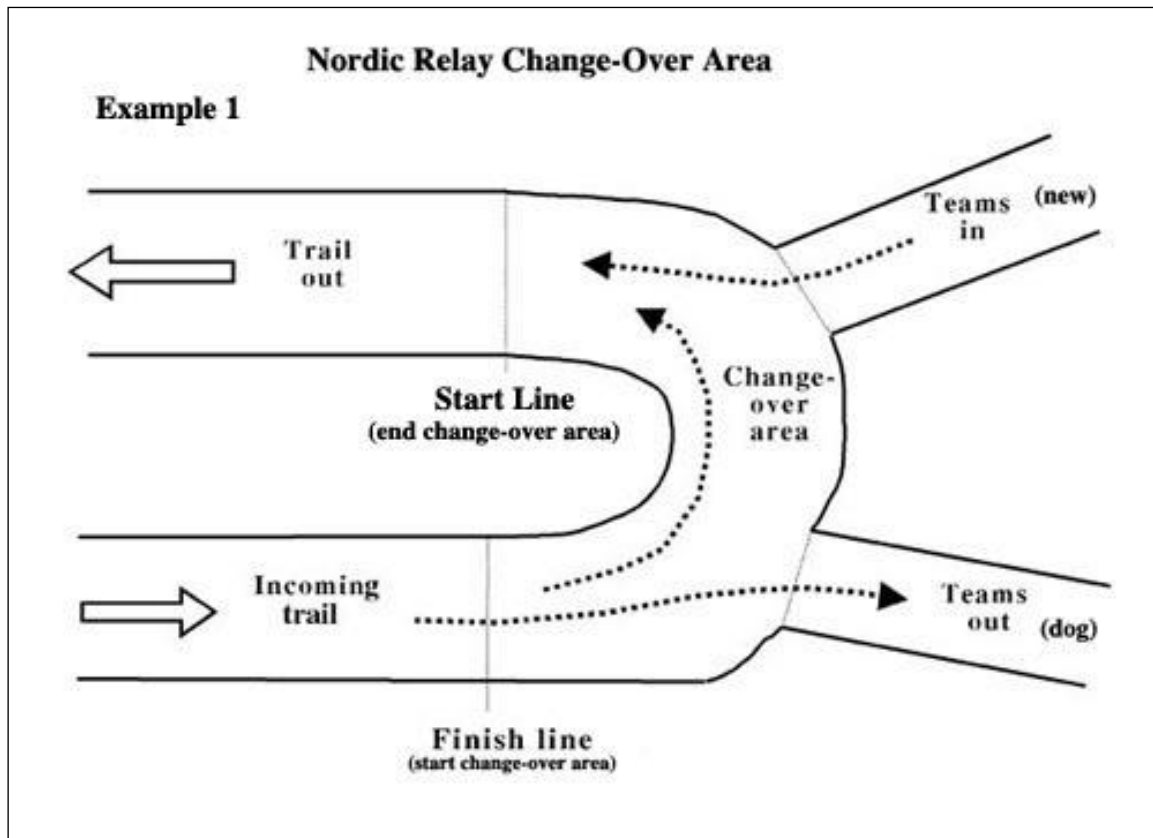 Nordic Relay Change-Over Area
Example 1
Teams (new)
in
Trail
out
Change-
over
area
Start Line
(end change-over area)
Incoming
trail
Teams
out (dog)
Finish line
(start change-over area)